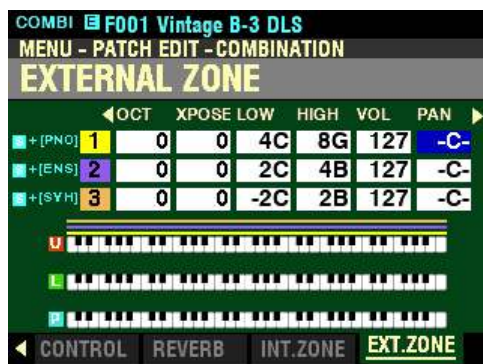 COMBI E F001 Vintage B-3 DLS
MENU - PATCH EDIT - COMBINATION
EXTERNAL ZONE
OCT XPOSE LOW HIGH VOL PAN
S + [PNO] 1 0 0 4C 8G 127 -C-
S +[ENS] 2 0 0 2C 4B 127 -C-
S +[SYH] 3 0 0 -2C 2B 127 -C-
U
L
P
CONTROL REVERB INT.ZONE EXT.ZONE